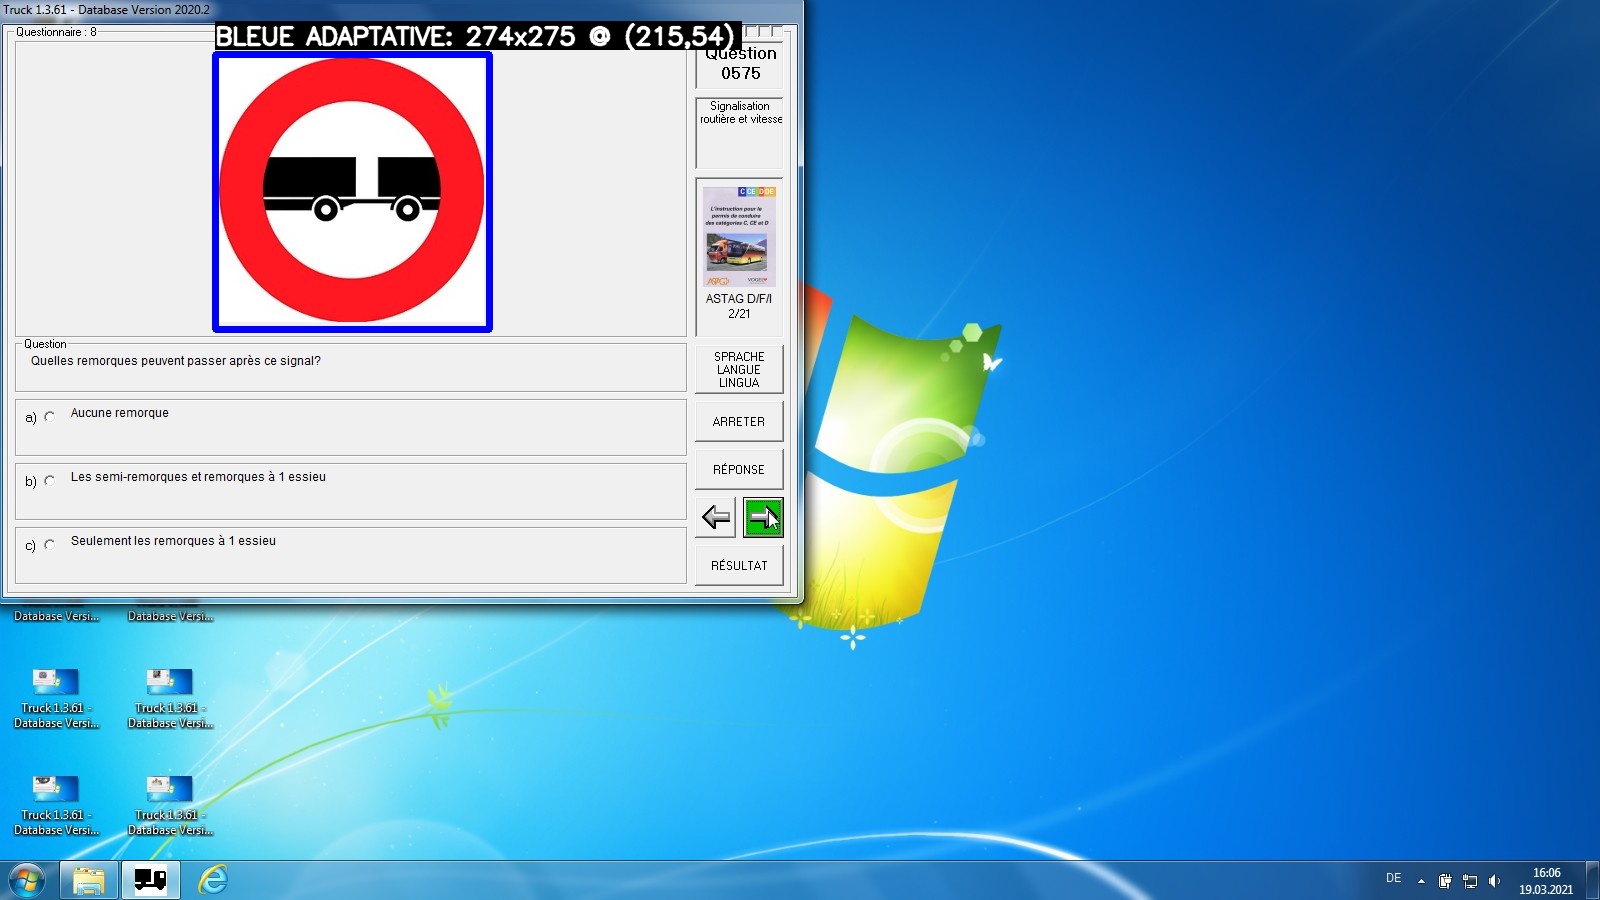 Truck 1.3.61 - Database Version 2020.2
Questionnaire : 8
BLEUE ADAPTATIVE: 274x275 @ (215,54)
Question
0575
Signalisation
routière et vitesse
C CE D DE
L'instruction pour le
permis de conduire
des catégories C, CE et D
ASTAG D/F/I
2/21
Question
Quelles remorques peuvent passer après ce signal?
SPRACHE
LANGUE
LINGUA
a) Aucune remorque
ARRETER
b) Les semi-remorques et remorques à 1 essieu
RÉPONSE
c) Seulement les remorques à 1 essieu
RÉSULTAT
Database Versi...
Database Versi...
Truck 1.3.61 -
Database Versi...
Truck 1.3.61 -
Database Versi...
Truck 1.3.61 -
Database Versi...
Truck 1.3.61 -
Database Versi...
DE
16:06
19.03.2021